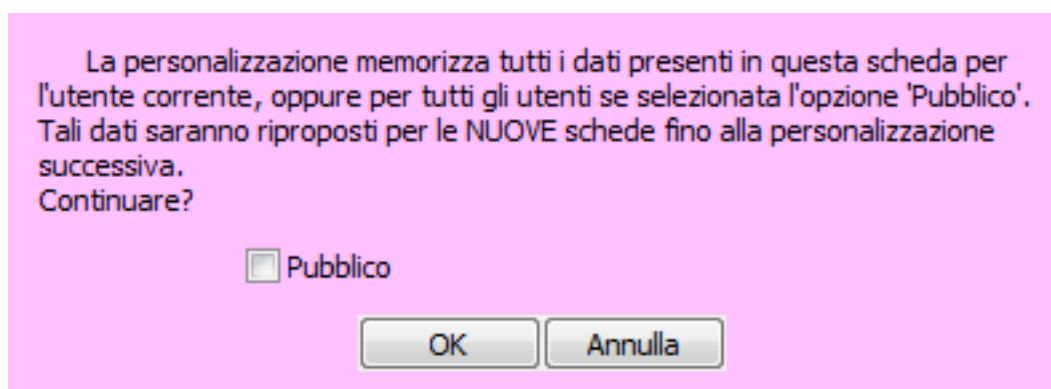 La personalizzazione memorizza tutti i dati presenti in questa scheda per
l'utente corrente, oppure per tutti gli utenti se selezionata l'opzione 'Pubblico'.
Tali dati saranno riproposti per le NUOVE schede fino alla personalizzazione
successiva.
Continuare?
Pubblico
OK Annulla